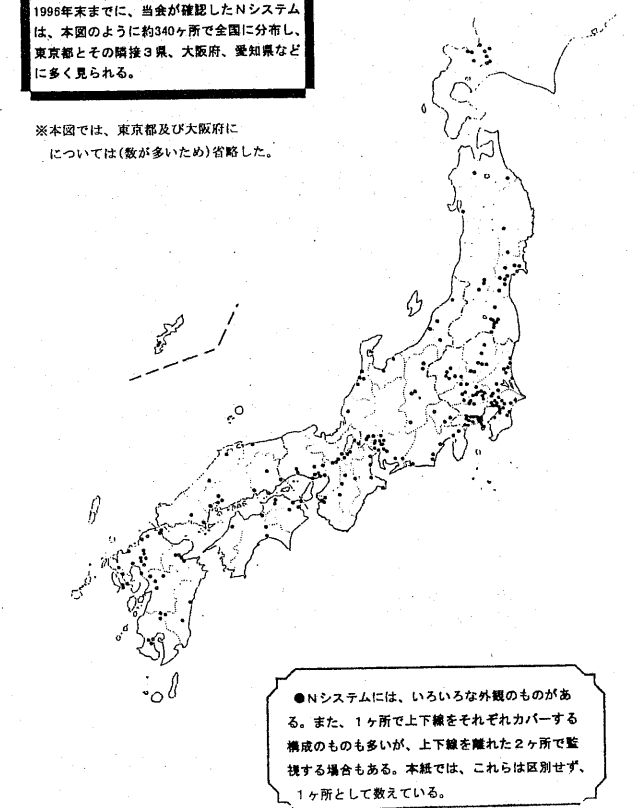 1996年末までに、当会が確認したNシステム
は、本図のように約340ヶ所で全国に分布し、
東京都とその隣接3県、大阪府、愛知県など
に多く見られる。
※本図では、東京都及び大阪府に
については(数が多いため)省略した。
●Nシステムには、いろいろな外観のものがあ
る。また、1ヶ所で上下線をそれぞれカバーする
構成のものも多いが、上下線を離れた2ヶ所で監
視する場合もある。本紙では、これらは区別せず、
1ヶ所として数えている。